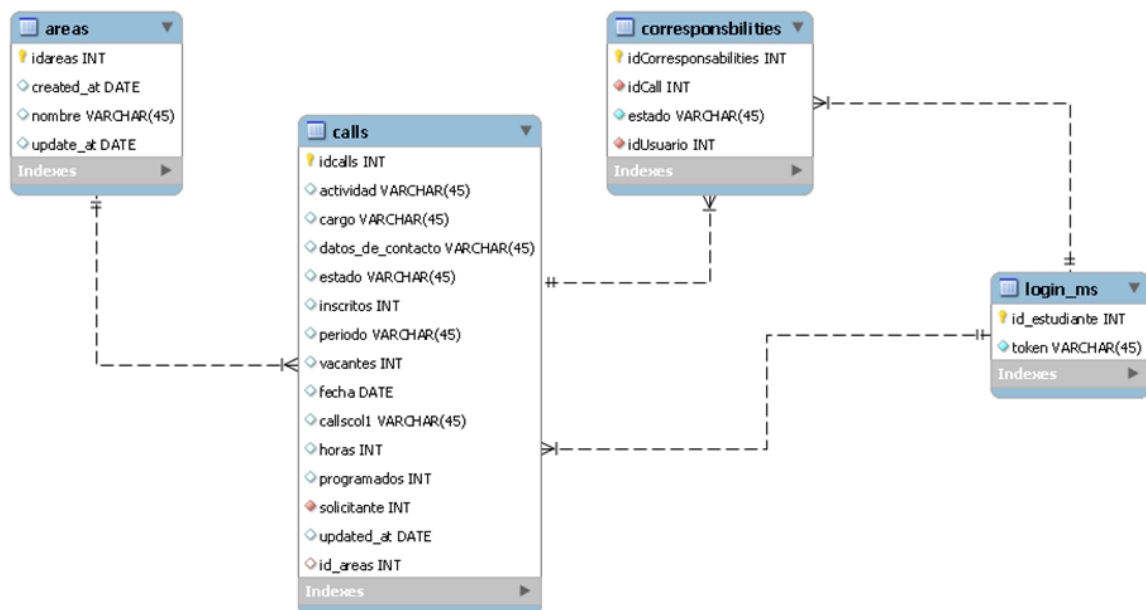 areas
idareas INT
created_at DATE
nombre VARCHAR(45)
update_at DATE
Indexes
calls
idcalls INT
actividad VARCHAR(45)
cargo VARCHAR(45)
datos_de_contacto VARCHAR(45)
estado VARCHAR(45)
inscritos INT
periodo VARCHAR(45)
vacantes INT
fecha DATE
callscol1 VARCHAR(45)
horas INT
programados INT
solicitante INT
updated_at DATE
id_areas INT
Indexes
corresponsbilities
idCorresponsabilities INT
idCall INT
estado VARCHAR(45)
idUsuario INT
Indexes
login_ms
id_estudiante INT
token VARCHAR(45)
Indexes